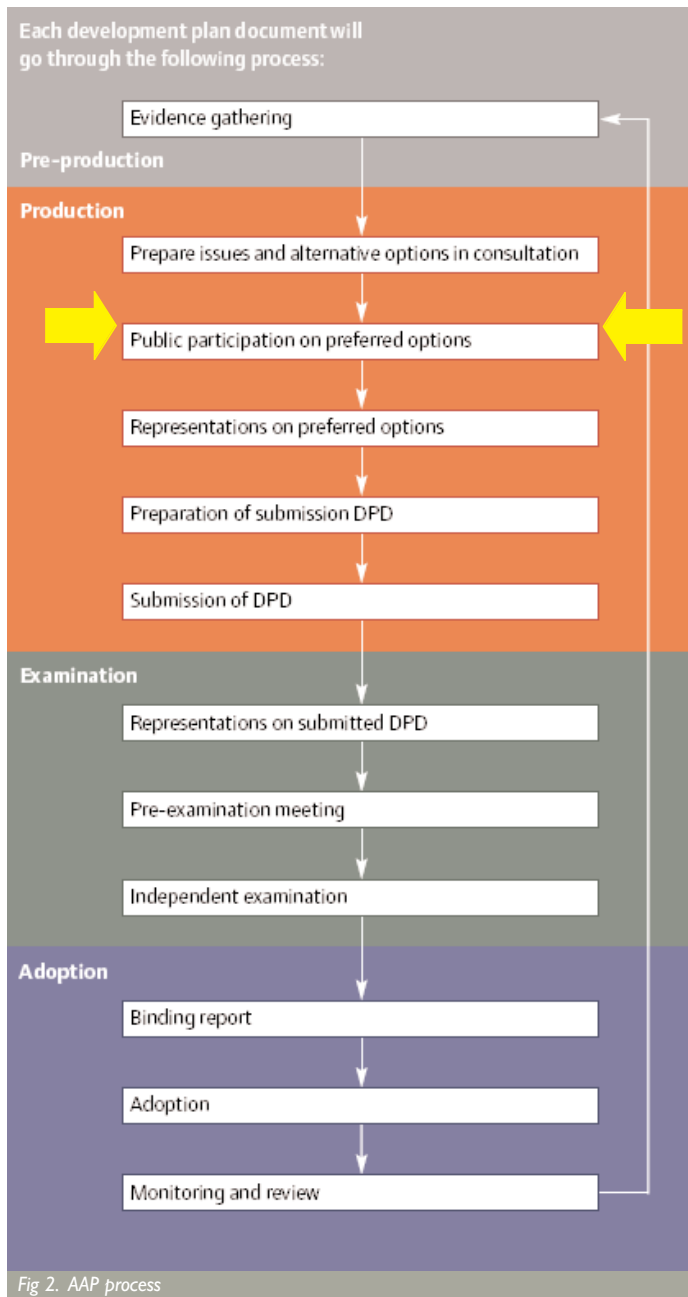 Each development plan document will
go through the following process:
Evidence gathering
Pre-production
Production
Prepare issues and alternative options in consultation
Public participation on preferred options
Representations on preferred options
Preparation of submission DPD
Submission of DPD
Examination
Representations on submitted DPD
Pre-examination meeting
Independent examination
Adoption
Binding report
Adoption
Monitoring and review
Fig 2. AAP process